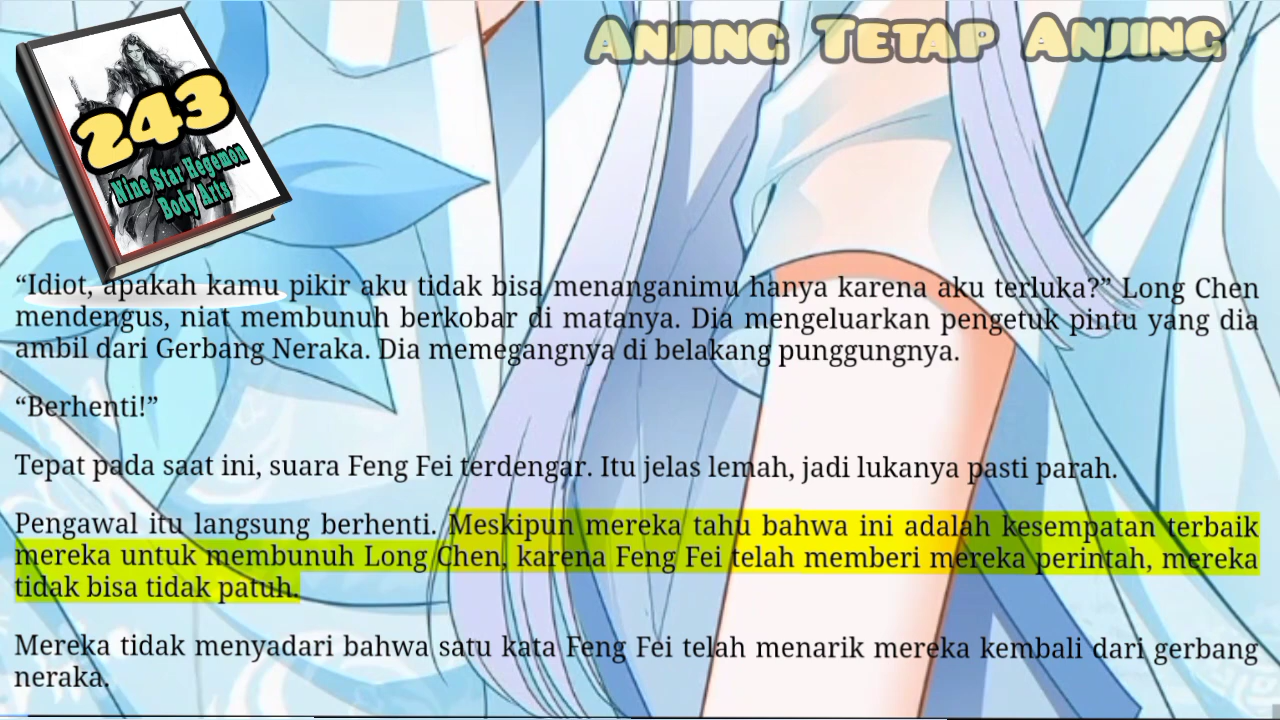 Anjing Tetap Anjing
243
Nine Star Hegemon
Body Arts
“Idiot, apakah kamu pikir aku tidak bisa menanganimu hanya karena aku terluka?” Long Chen
mendengus, niat membunuh berkobar di matanya. Dia mengeluarkan pengetuk pintu yang dia
ambil dari Gerbang Neraka. Dia memegangnya di belakang punggungnya.
“Berhenti!”
Tepat pada saat ini, suara Feng Fei terdengar. Itu jelas lemah, jadi lukanya pasti parah.
Pengawal itu langsung berhenti. Meskipun mereka tahu bahwa ini adalah kesempatan terbaik
mereka untuk membunuh Long Chen, karena Feng Fei telah memberi mereka perintah, mereka
tidak bisa tidak patuh.
Mereka tidak menyadari bahwa satu kata Feng Fei telah menarik mereka kembali dari gerbang
neraka.